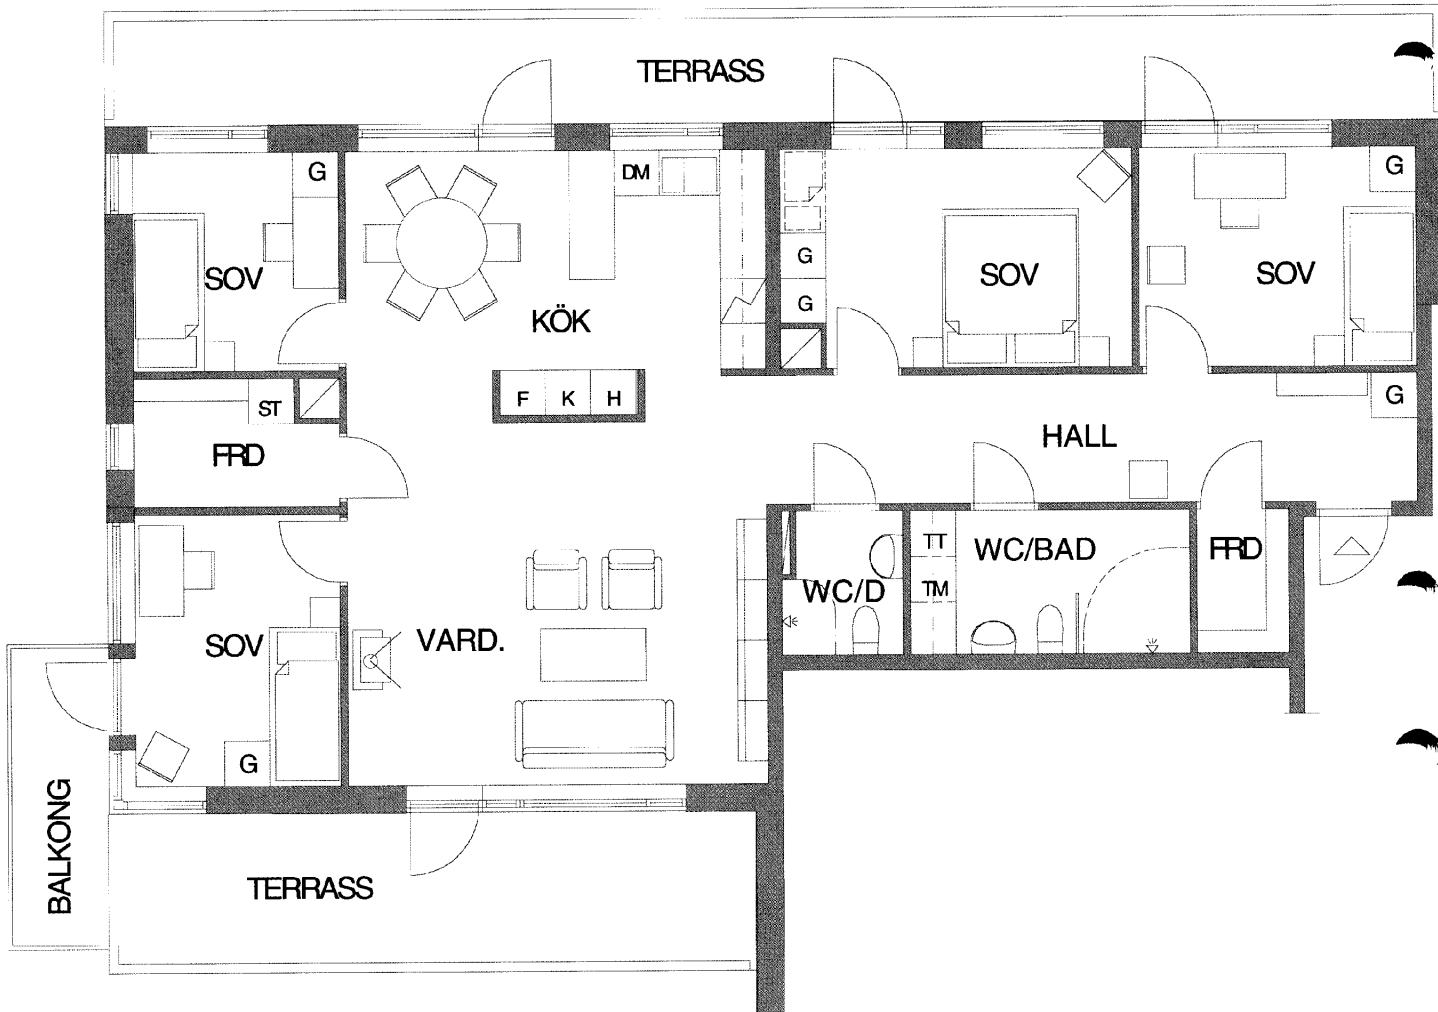 TERRASS
G
DM
G
SOV
G
SOV
SOV
G
KÖK
F K H
G
ST
HALL
FRD
TT
WC/BAD
FRD
WC/D
TM
SOV
VARD.
G
BALKONG
TERRASS